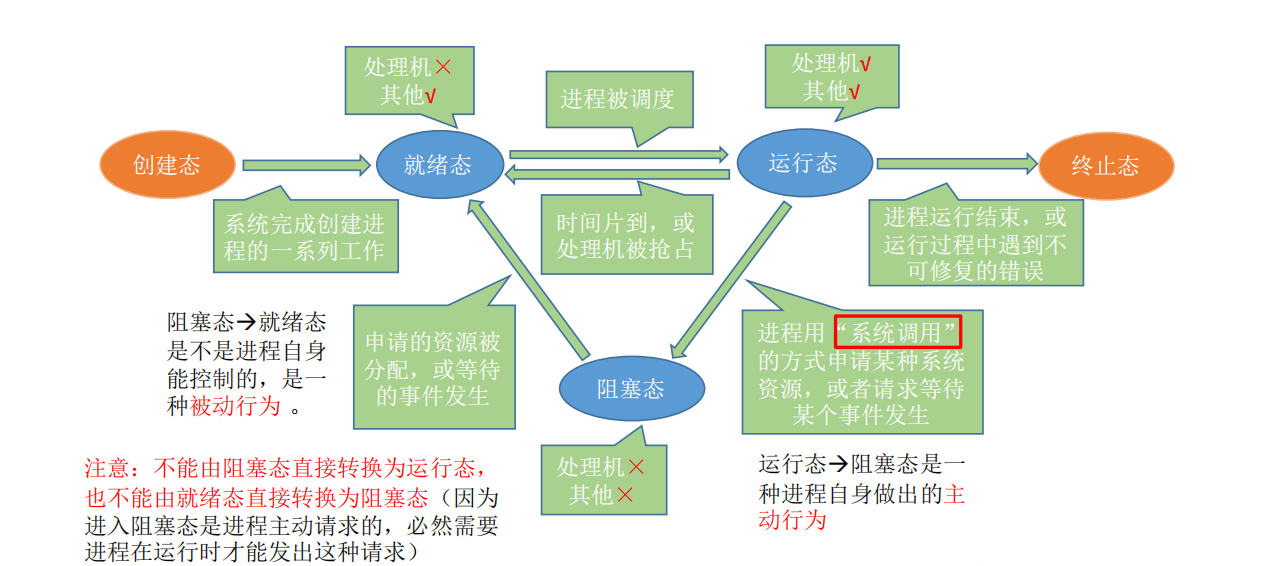 处理机×
其他√
进程被调度
处理机√
其他√
创建态
就绪态
运行态
终止态
系统完成创建进
程的一系列工作
时间片到，或
处理机被抢占
进程运行结束，或
运行过程中遇到不
可修复的错误
阻塞态→就绪态
是不是进程自身
能控制的，是一
种被动行为 。
申请的资源被
分配，或等待
的事件发生
进程用“系统调用”
的方式申请某种系统
资源，或者请求等待
某个事件发生
阻塞态
处理机×
其他×
运行态→阻塞态是一
种进程自身做出的主
动行为
注意：不能由阻塞态直接转换为运行态，
也不能由就绪态直接转换为阻塞态（因为
进入阻塞态是进程主动请求的，必然需要
进程在运行时才能发出这种请求）